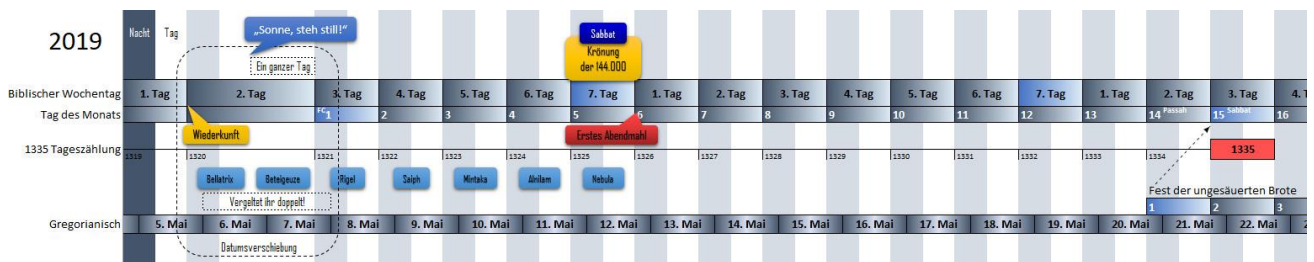 2019
Nacht Tag
„Sonne, steh still!“
Ein ganzer Tag
Sabbat
Krönung
der 144.000
Biblischer Wochentag 1. Tag 2. Tag 3. Tag 4. Tag 5. Tag 6. Tag 7. Tag 1. Tag 2. Tag 3. Tag 4. Tag 5. Tag 6. Tag 7. Tag 1. Tag 2. Tag 3. Tag 4. T
Tag des Monats FC 1 2 3 4 5 6 7 8 9 10 11 12 13 14 Passah 15 Sabbat 16
Wiederkunft
Erstes Abendmahl
1335 Tageszählung 1319 1320 1321 1322 1323 1324 1325 1326 1327 1328 1329 1330 1331 1332 1333 1334 1335
Bellatrix Beteigeuze Rigel Saiph Mintaka Alnilam Nebula
Vergeltet ihr doppelt!
Fest der ungesäuerten Brote
1 2 3
Gregorianisch 5. Mai 6. Mai 7. Mai 8. Mai 9. Mai 10. Mai 11. Mai 12. Mai 13. Mai 14. Mai 15. Mai 16. Mai 17. Mai 18. Mai 19. Mai 20. Mai 21. Mai 22. Mai 2
Datumsverschiebung